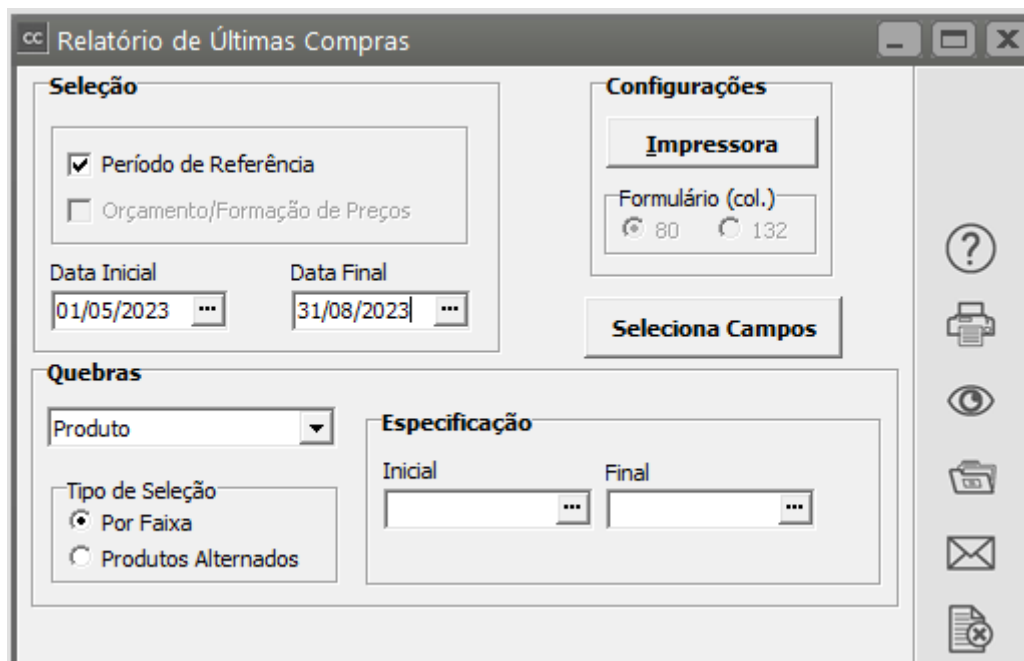 cc Relatório de Últimas Compras
Seleção
Período de Referência
Orçamento/Formação de Preços
Data Inicial
Data Final
01/05/2023 ...
31/08/2023 ...
Configurações
Impressora
Formulário (col.)
80
132
Seleciona Campos
Quebras
Produto
Tipo de Seleção
Por Faixa
Produtos Alternados
Especificação
Inicial
Final
...
...